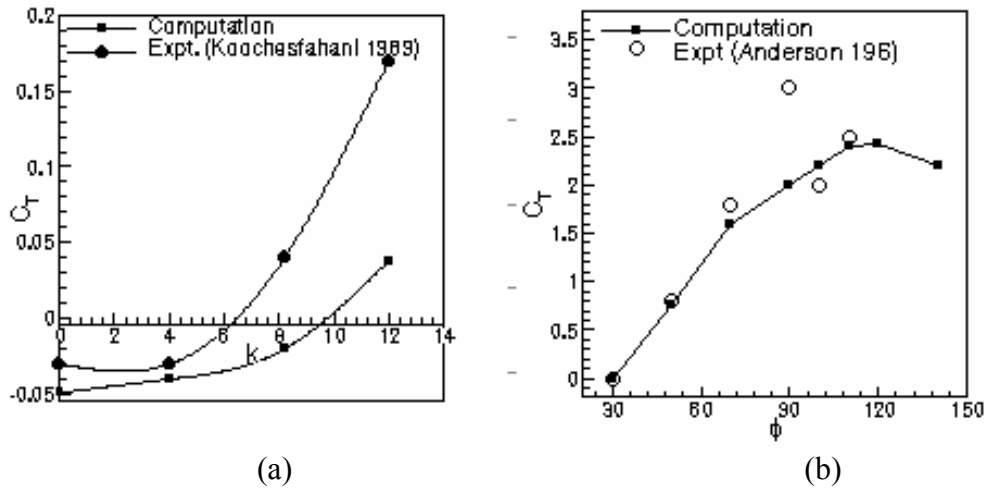 0.2
Computation
Expt. (Koochesfahani 1989)
0.15
0.1
0.05
0
-0.05
C_T
0 2 4 6 8 10 12 14
k
(a)
3.5
Computation
Expt (Anderson 196)
3
2.5
2
1.5
1
0.5
0
C_T
30 60 90 120 150
ϕ
(b)